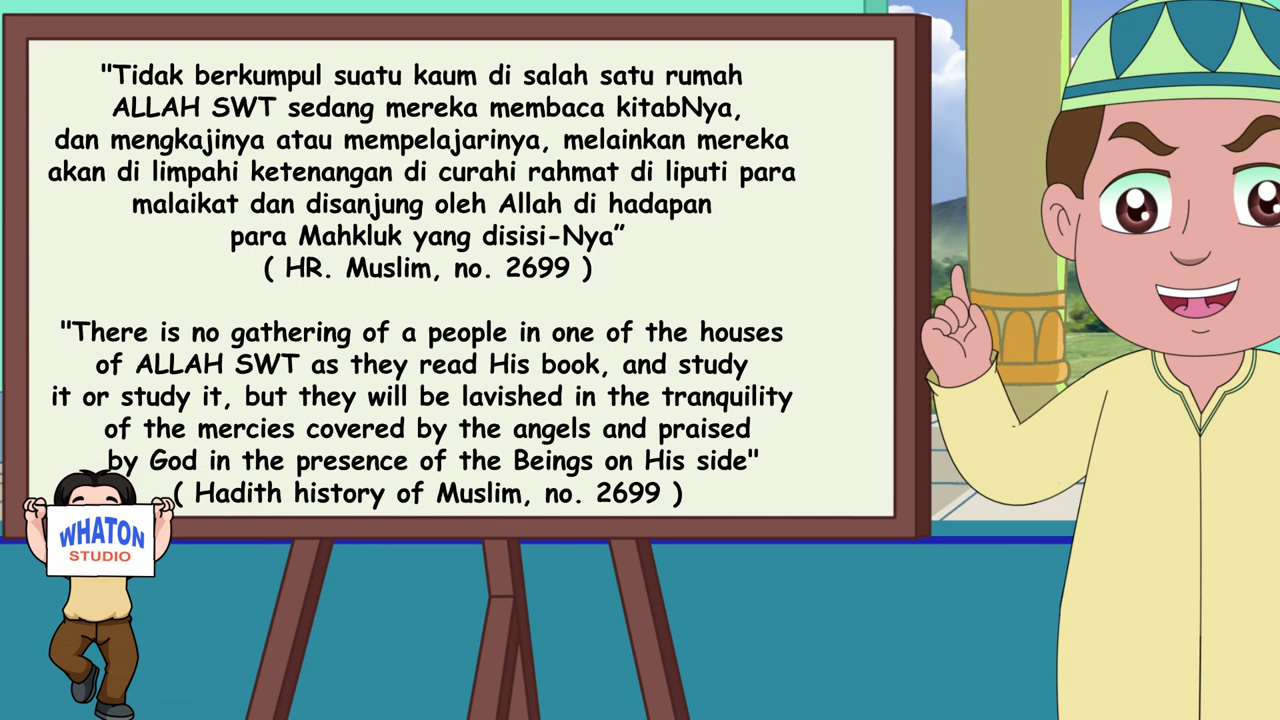 "Tidak berkumpul suatu kaum di salah satu rumah
ALLAH SWT sedang mereka membaca kitabNya,
dan mengkajinya atau mempelajarinya, melainkan mereka
akan di limpahi ketenangan di curahi rahmat di liputi para
malaikat dan disanjung oleh Allah di hadapan
para Mahkluk yang disisi-Nya”
( HR. Muslim, no. 2699 )
"There is no gathering of a people in one of the houses
of ALLAH SWT as they read His book, and study
it or study it, but they will be lavished in the tranquility
of the mercies covered by the angels and praised
by God in the presence of the Beings on His side"
( Hadith history of Muslim, no. 2699 )
WHATON
STUDIO